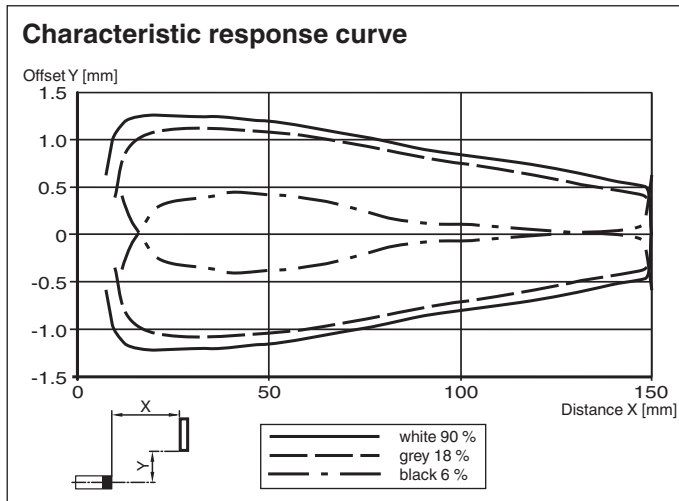 Characteristic response curve
Offset Y [mm]
1.5
1.0
0.5
0
-0.5
-1.0
-1.5
0
50
100
150
Distance X [mm]
X
Y
white 90 %
grey 18 %
black 6 %